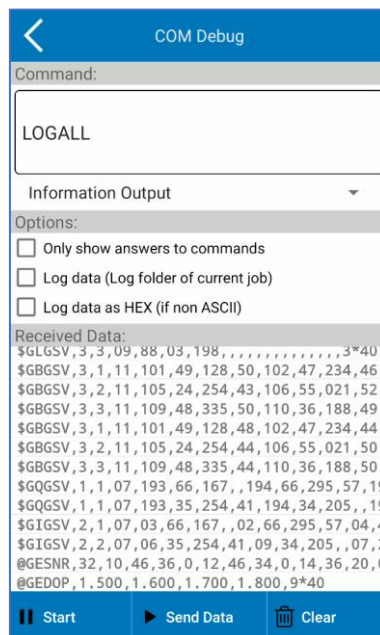 COM Debug
Command:
LOGALL
Information Output
Options:
Only show answers to commands
Log data (Log folder of current job)
Log data as HEX (if non ASCII)
Received Data:
$GLGSV,3,3,09,88,03,198,,,,,,,,,,,,,,3*40
$GBGSV,3,1,11,101,49,128,50,102,47,234,46
$GBGSV,3,2,11,105,24,254,43,106,55,021,52
$GBGSV,3,3,11,109,48,335,50,110,36,188,49
$GBGSV,3,1,11,101,49,128,48,102,47,234,44
$GBGSV,3,2,11,105,24,254,44,106,55,021,50
$GBGSV,3,3,11,109,48,335,44,110,36,188,50
$GQGSV,1,1,07,193,66,167,,194,66,295,57,19
$GQGSV,1,1,07,193,35,254,41,194,34,205,,19
$GIGSV,2,1,07,03,66,167,,02,66,295,57,04,4
$GIGSV,2,2,07,06,35,254,41,09,34,205,,07,2
@GESNR,32,10,46,36,0,12,46,34,0,14,36,20,0
@GEDOP,1.500,1.600,1.700,1.800,9*40
Start
Send Data
Clear